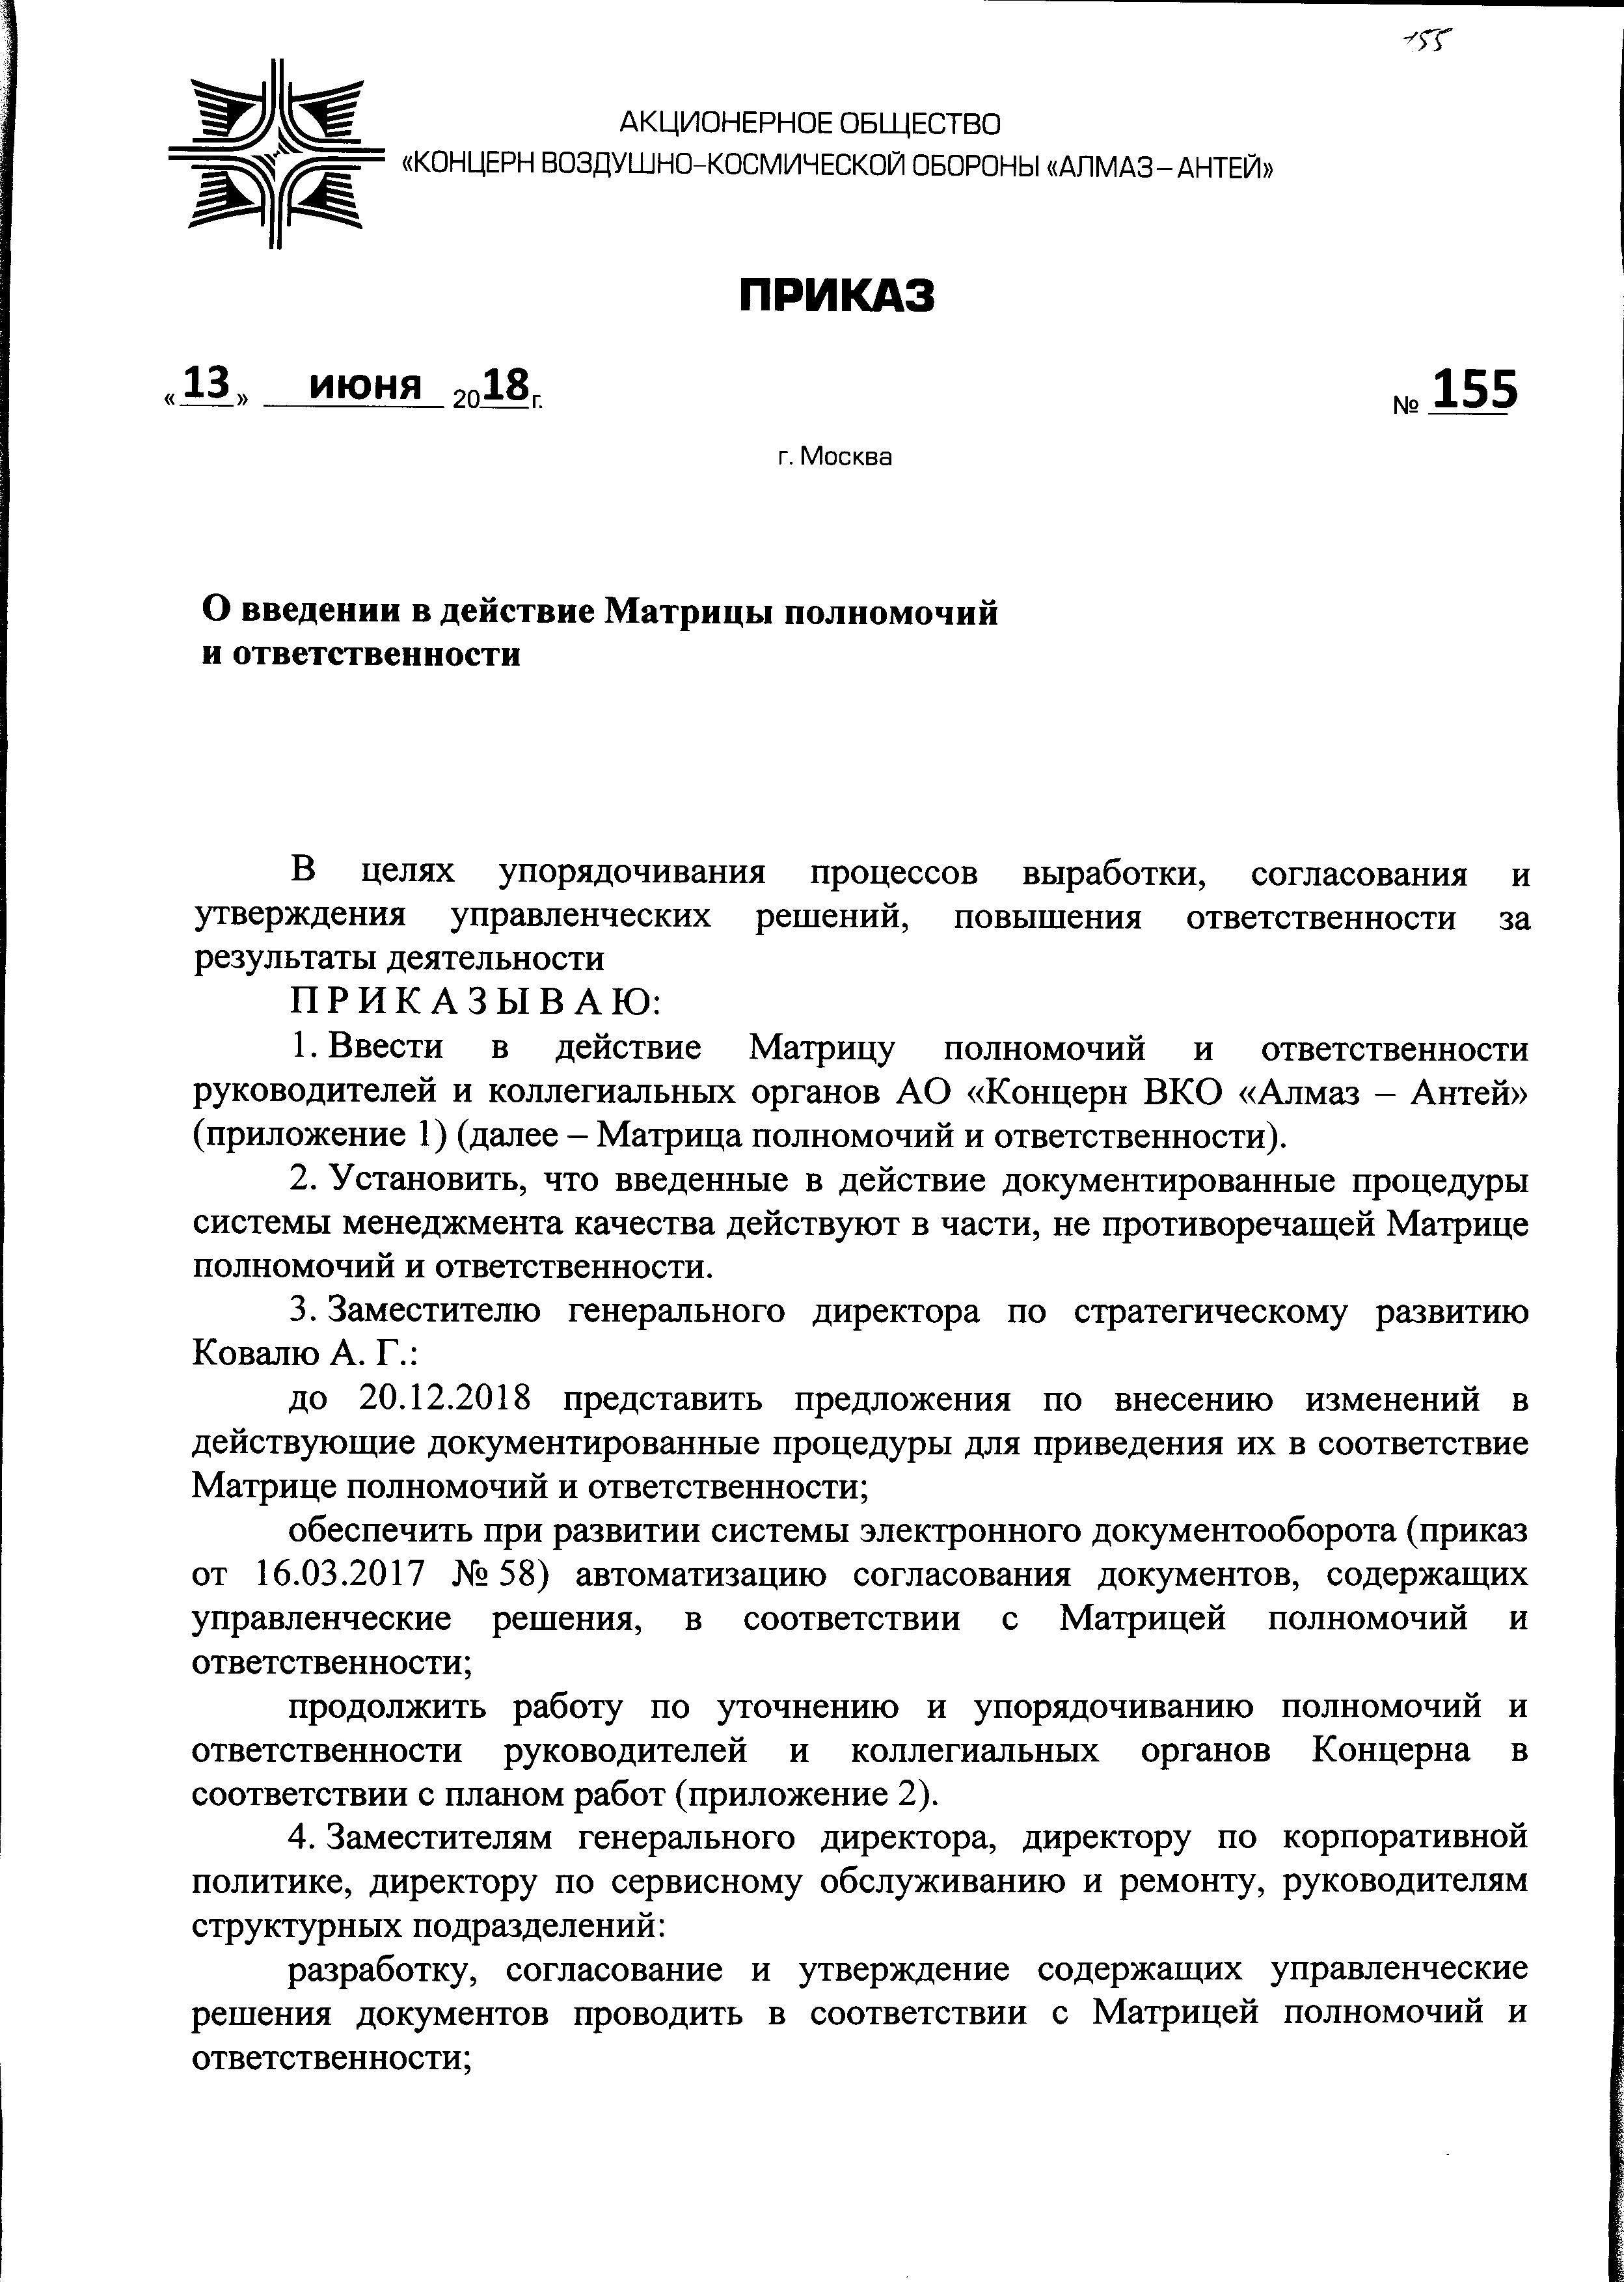 155
АКЦИОНЕРНОЕ ОБЩЕСТВО
«КОНЦЕРН ВОЗДУШНО-КОСМИЧЕСКОЙ ОБОРОНЫ «АЛМАЗ – АНТЕЙ»
ПРИКАЗ
« 13 » июня 2018 г.
№ 155
г. Москва
О введении в действие Матрицы полномочий
и ответственности
В целях упорядочивания процессов выработки, согласования и
утверждения управленческих решений, повышения ответственности за
результаты деятельности
П Р И К А З Ы В А Ю:
1. Ввести в действие Матрицу полномочий и ответственности
руководителей и коллегиальных органов АО «Концерн ВКО «Алмаз – Антей»
(приложение 1) (далее – Матрица полномочий и ответственности).
2. Установить, что введенные в действие документированные процедуры
системы менеджмента качества действуют в части, не противоречащей Матрице
полномочий и ответственности.
3. Заместителю генерального директора по стратегическому развитию
Ковалю А. Г.:
до 20.12.2018 представить предложения по внесению изменений в
действующие документированные процедуры для приведения их в соответствие
Матрице полномочий и ответственности;
обеспечить при развитии системы электронного документооборота (приказ
от 16.03.2017 № 58) автоматизацию согласования документов, содержащих
управленческие решения, в соответствии с Матрицей полномочий и
ответственности;
продолжить работу по уточнению и упорядочиванию полномочий и
ответственности руководителей и коллегиальных органов Концерна в
соответствии с планом работ (приложение 2).
4. Заместителям генерального директора, директору по корпоративной
политике, директору по сервисному обслуживанию и ремонту, руководителям
структурных подразделений:
разработку, согласование и утверждение содержащих управленческие
решения документов проводить в соответствии с Матрицей полномочий и
ответственности;